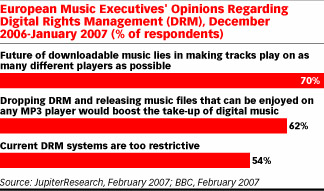 European Music Executives' Opinions Regarding
Digital Rights Management (DRM), December
2006-January 2007 (% of respondents)
Future of downloadable music lies in making tracks play on as
many different players as possible
70%
Dropping DRM and releasing music files that can be enjoyed on
any MP3 player would boost the take-up of digital music
62%
Current DRM systems are too restrictive
54%
Source: JupiterResearch, February 2007; BBC, February 2007